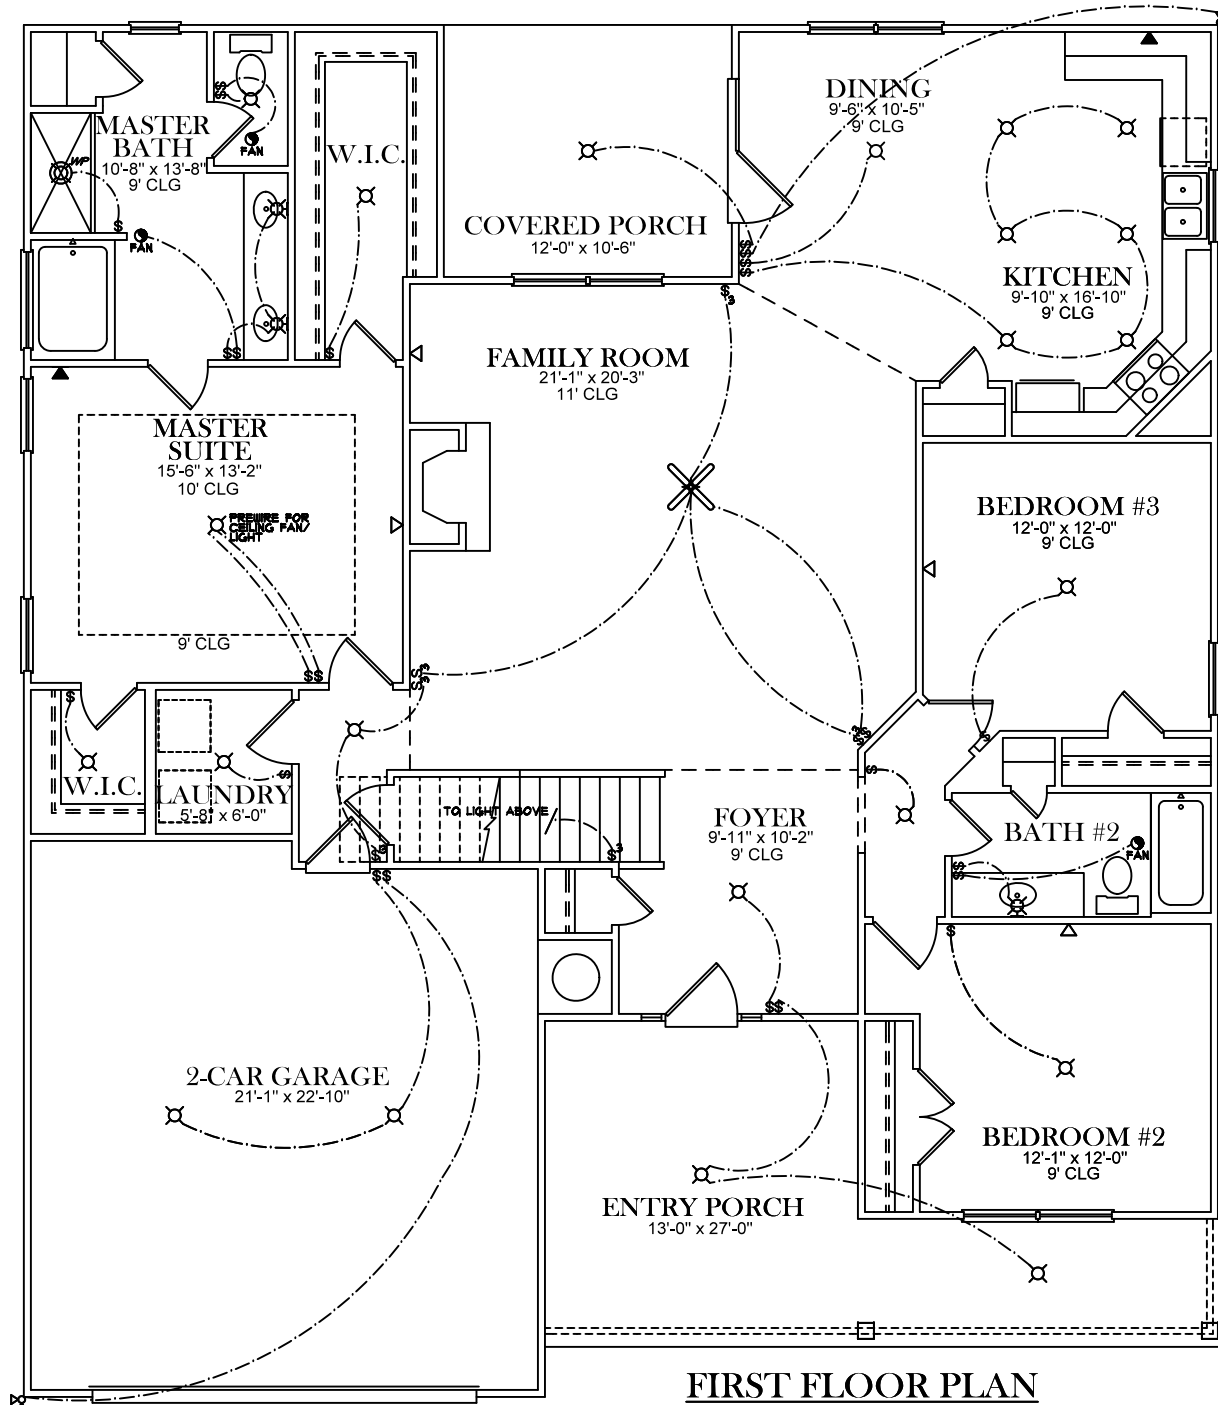 MASTER
BATH
10'-8" x 13'-8"
9' CLG
WP
FAN
FAN
W.I.C.
COVERED PORCH
12'-0" x 10'-6"
DINING
9'-6" x 10'-5"
9' CLG
KITCHEN
9'-10" x 16'-10"
9' CLG
FAMILY ROOM
21'-1" x 20'-3"
11' CLG
MASTER
SUITE
15'-6" x 13'-2"
10' CLG
PREWIRE FOR
CEILING FAN/
LIGHT
9' CLG
BEDROOM #3
12'-0" x 12'-0"
9' CLG
W.I.C.
LAUNDRY
5'-8" x 6'-0"
TO LIGHT ABOVE
FOYER
9'-11" x 10'-2"
9' CLG
BATH #2
FAN
2-CAR GARAGE
21'-1" x 22'-10"
BEDROOM #2
12'-1" x 12'-0"
9' CLG
ENTRY PORCH
13'-0" x 27'-0"
FIRST FLOOR PLAN